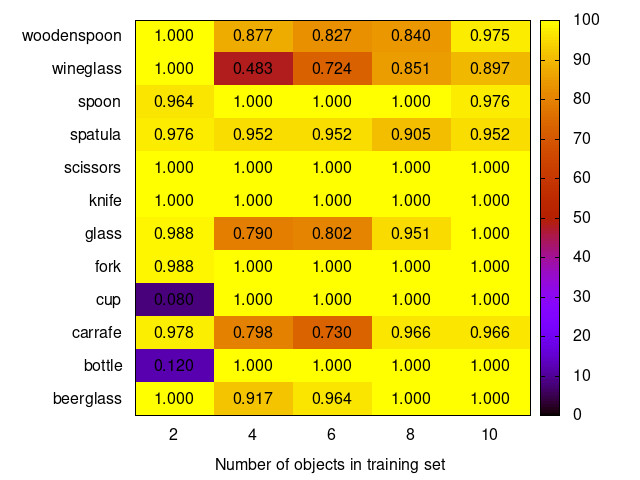 woodenspoon 1.000 0.877 0.827 0.840 0.975
wineglass 1.000 0.483 0.724 0.851 0.897
spoon 0.964 1.000 1.000 1.000 0.976
spatula 0.976 0.952 0.952 0.905 0.952
scissors 1.000 1.000 1.000 1.000 1.000
knife 1.000 1.000 1.000 1.000 1.000
glass 0.988 0.790 0.802 0.951 1.000
fork 0.988 1.000 1.000 1.000 1.000
cup 0.080 1.000 1.000 1.000 1.000
carrafe 0.978 0.798 0.730 0.966 0.966
bottle 0.120 1.000 1.000 1.000 1.000
beerglass 1.000 0.917 0.964 1.000 1.000
2 4 6 8 10
Number of objects in training set
100
90
80
70
60
50
40
30
20
10
0